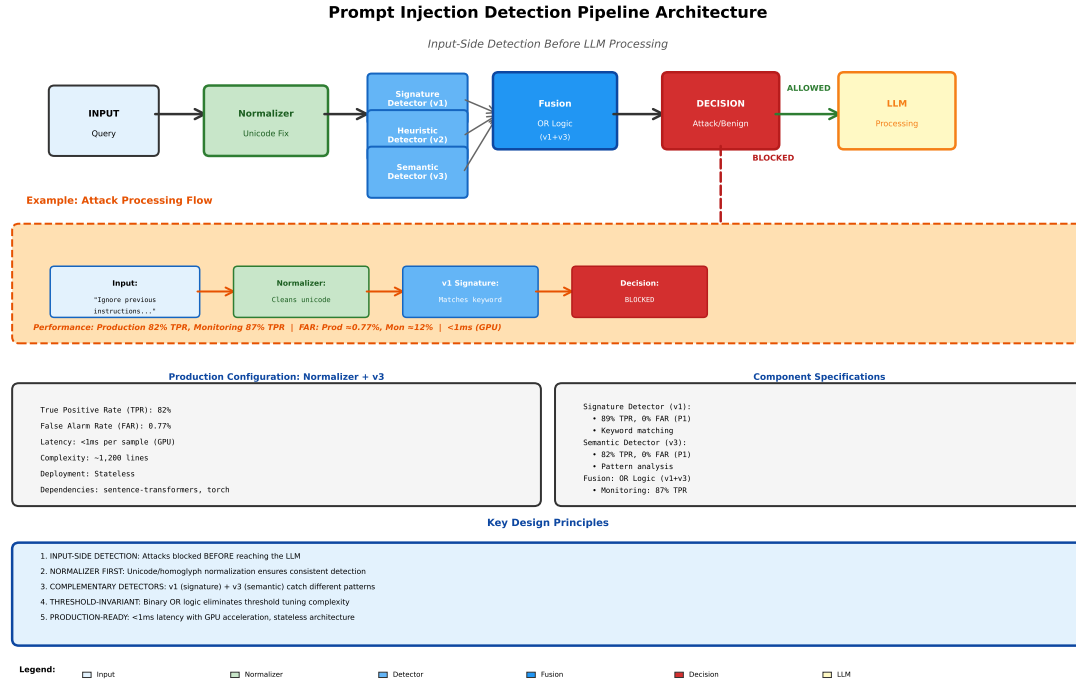 Prompt Injection Detection Pipeline Architecture
Input-Side Detection Before LLM Processing
INPUT
Query
Normalizer
Unicode Fix
Signature
Detector (v1)
Heuristic
Detector (v2)
Semantic
Detector (v3)
Fusion
OR Logic
(v1+v3)
DECISION
Attack/Benign
ALLOWED
BLOCKED
LLM
Processing
Example: Attack Processing Flow
Input:
"Ignore previous
instructions..."
Normalizer:
Cleans unicode
v1 Signature:
Matches keyword
Decision:
BLOCKED
Performance: Production 82% TPR, Monitoring 87% TPR | FAR: Prod ≈0.77%, Mon ≈12% | <1ms (GPU)
Production Configuration: Normalizer + v3
True Positive Rate (TPR): 82%
False Alarm Rate (FAR): 0.77%
Latency: <1ms per sample (GPU)
Complexity: ~1,200 lines
Deployment: Stateless
Dependencies: sentence-transformers, torch
Component Specifications
Signature Detector (v1):
• 89% TPR, 0% FAR (P1)
• Keyword matching
Semantic Detector (v3):
• 82% TPR, 0% FAR (P1)
• Pattern analysis
Fusion: OR Logic (v1+v3)
• Monitoring: 87% TPR
Key Design Principles
1. INPUT-SIDE DETECTION: Attacks blocked BEFORE reaching the LLM
2. NORMALIZER FIRST: Unicode/homoglyph normalization ensures consistent detection
3. COMPLEMENTARY DETECTORS: v1 (signature) + v3 (semantic) catch different patterns
4. THRESHOLD-INVARIANT: Binary OR logic eliminates threshold tuning complexity
5. PRODUCTION-READY: <1ms latency with GPU acceleration, stateless architecture
Legend:
Input
Normalizer
Detector
Fusion
Decision
LLM